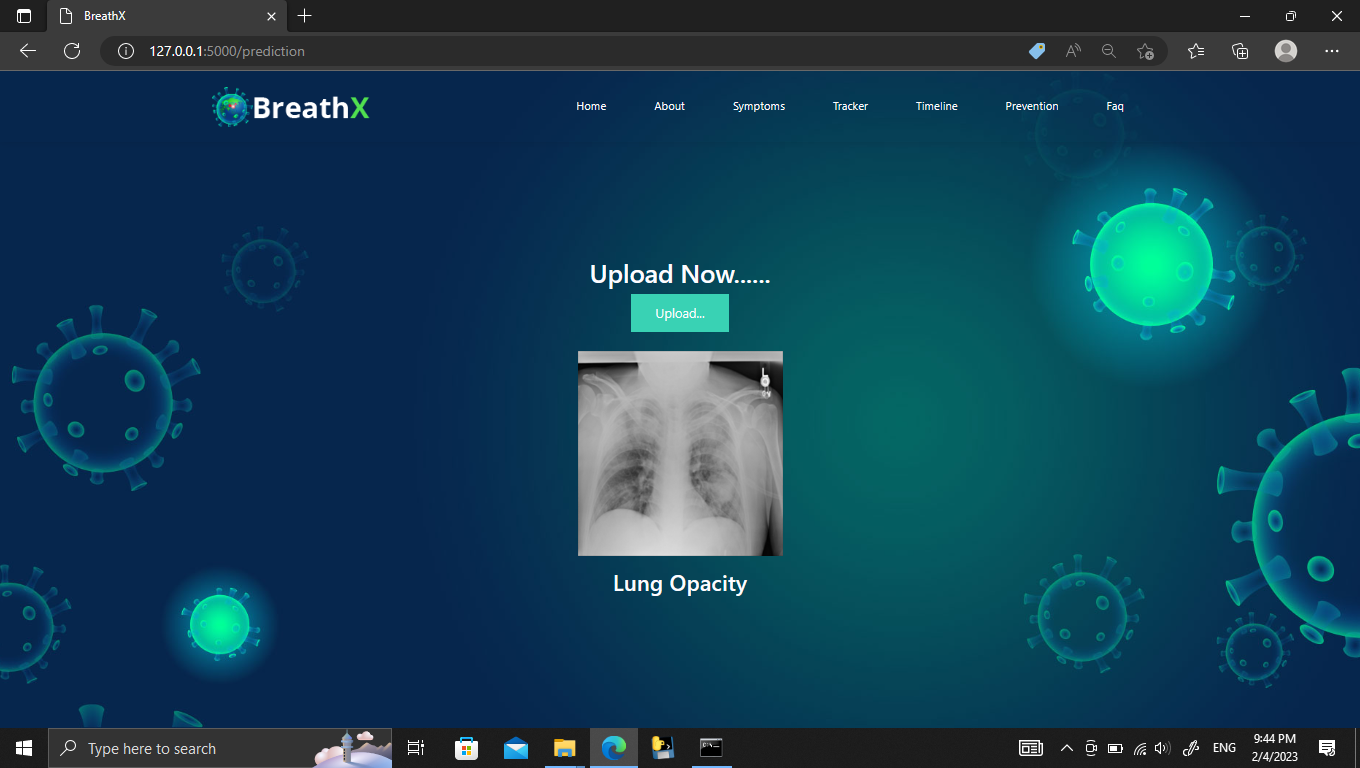 BreathX
127.0.0.1:5000/prediction
BreathX
Home About Symptoms Tracker Timeline Prevention Faq
Upload Now......
Upload...
Lung Opacity
Type here to search
ENG
9:44 PM
2/4/2023